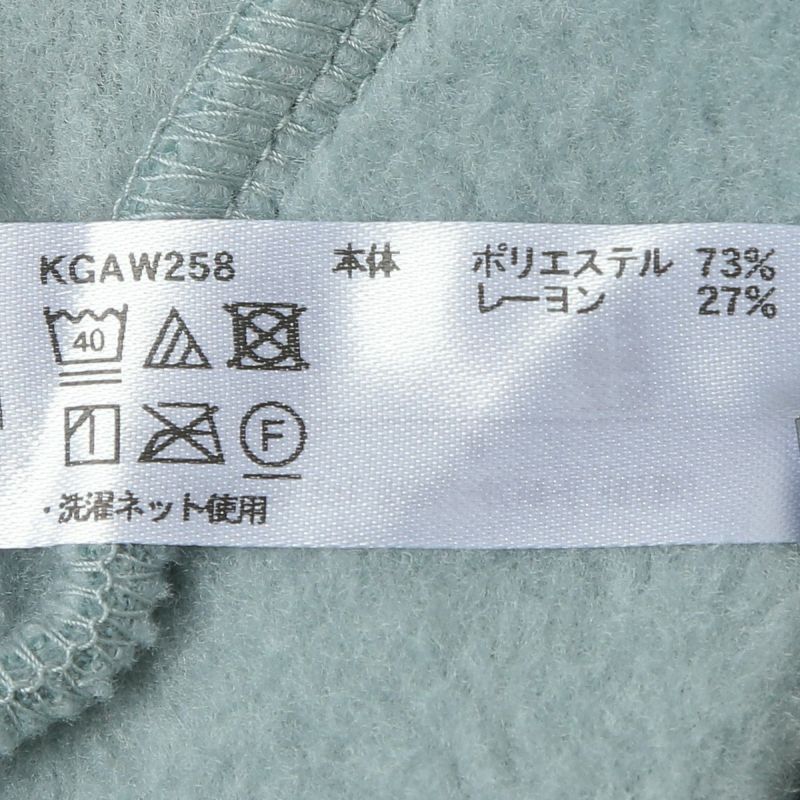 KGAW258 本体 ポリエステル 73%
レーヨン 27%
40
F
・洗濯ネット使用